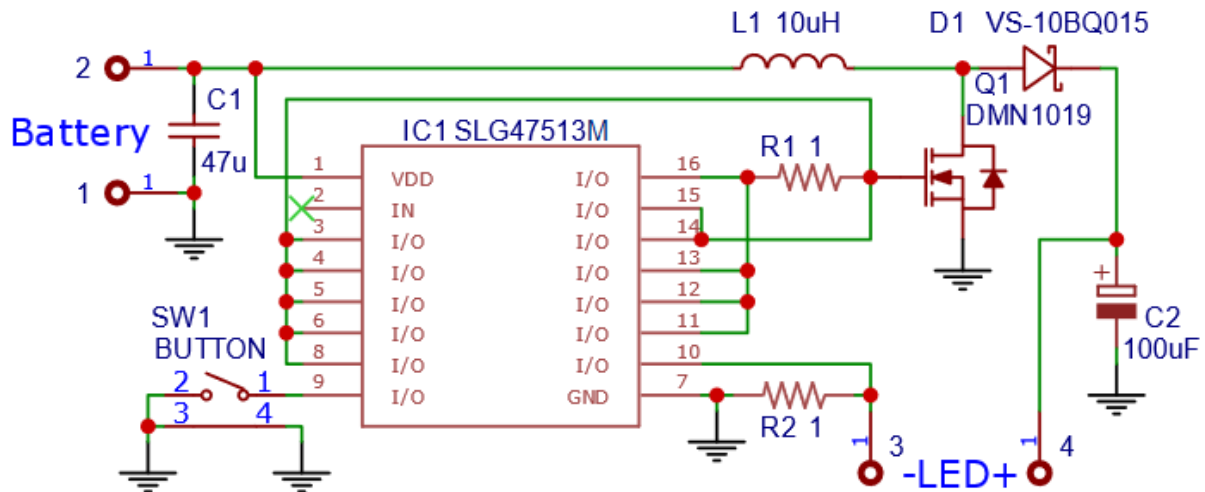 L1 10uH
D1 VS-10BQ015
2 1
C1
47u
Battery
1 1
Q1
DMN1019
IC1 SLG47513M
R1 1
1 VDD I/O 16
2 IN I/O 15
3 I/O I/O 14
4 I/O I/O 13
5 I/O I/O 12
6 I/O I/O 11
8 I/O I/O 10
9 I/O GND 7
SW1
BUTTON
2 1
3 4
R2 1
+
C2
100uF
1 3
1 4
-LED+